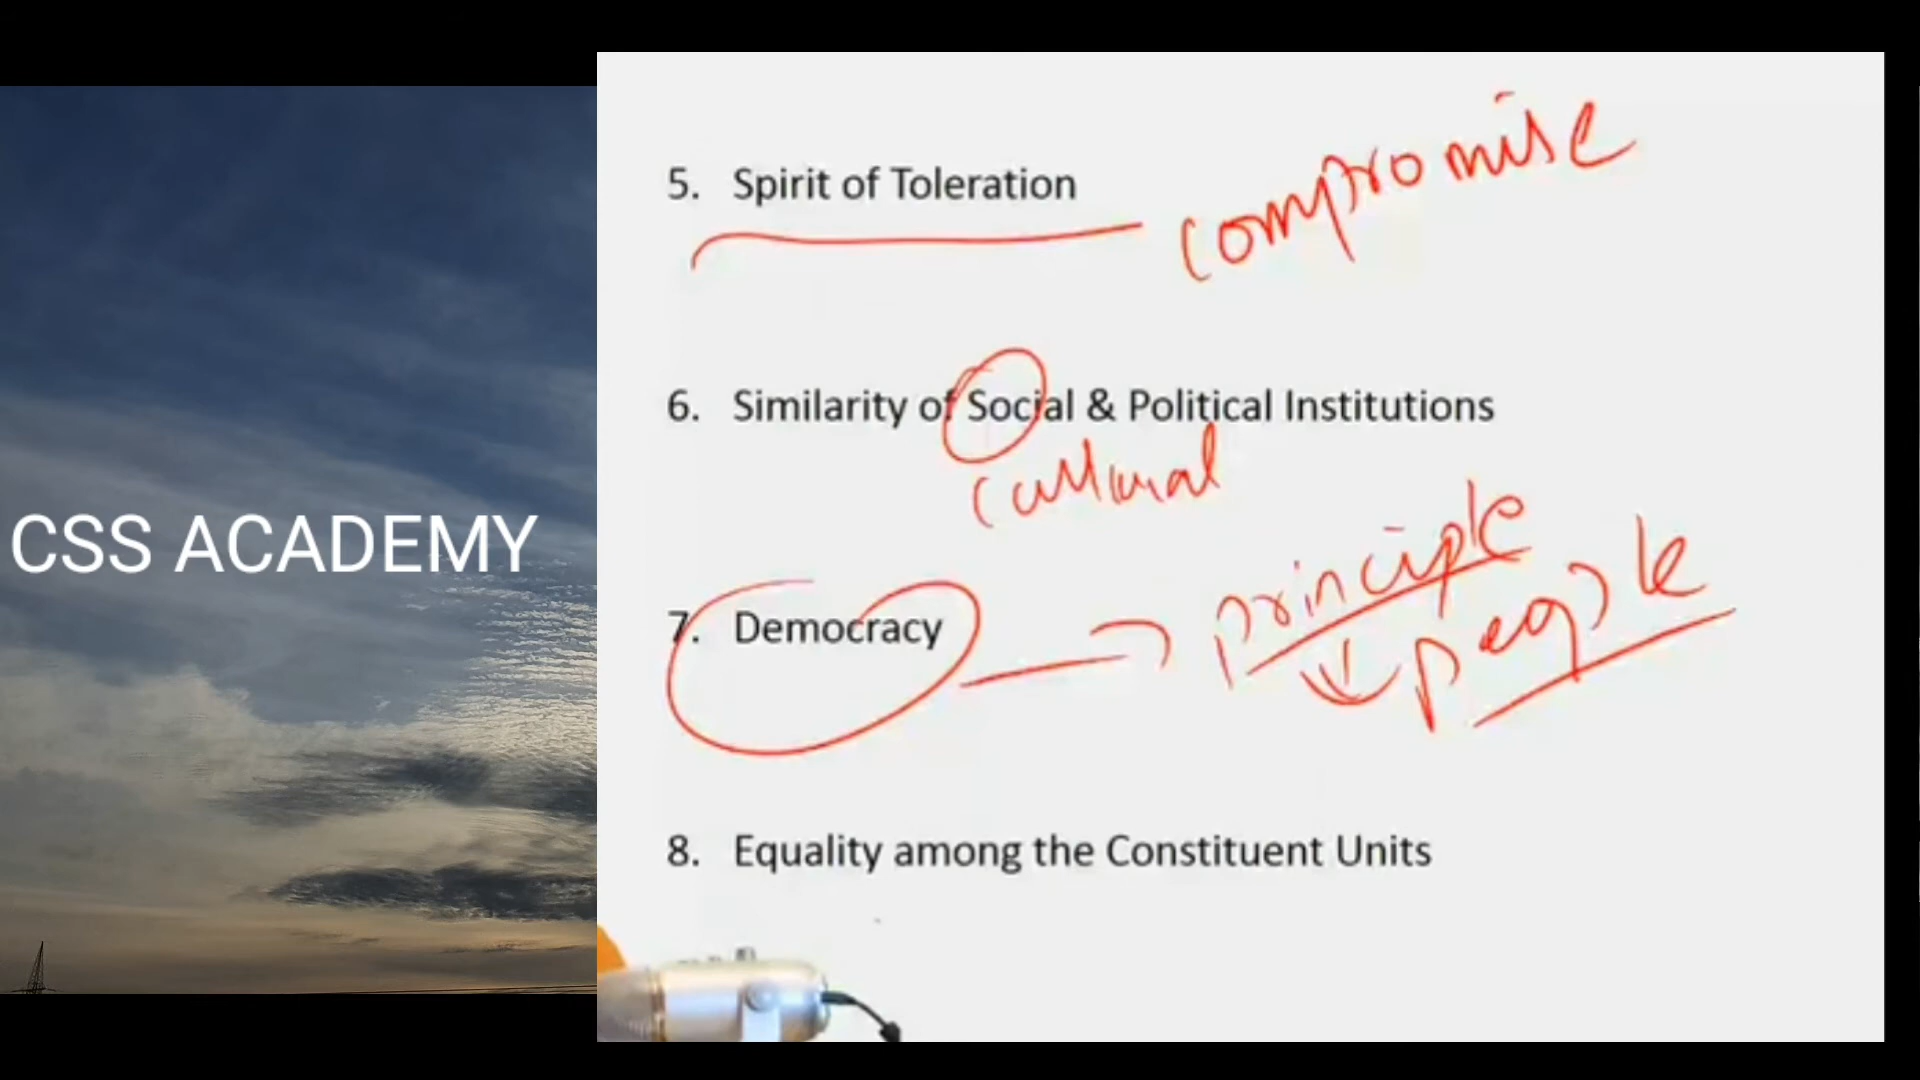 CSS ACADEMY
5. Spirit of Toleration
compromise
6. Similarity of Social & Political Institutions
cultural
7. Democracy
principle
people
8. Equality among the Constituent Units